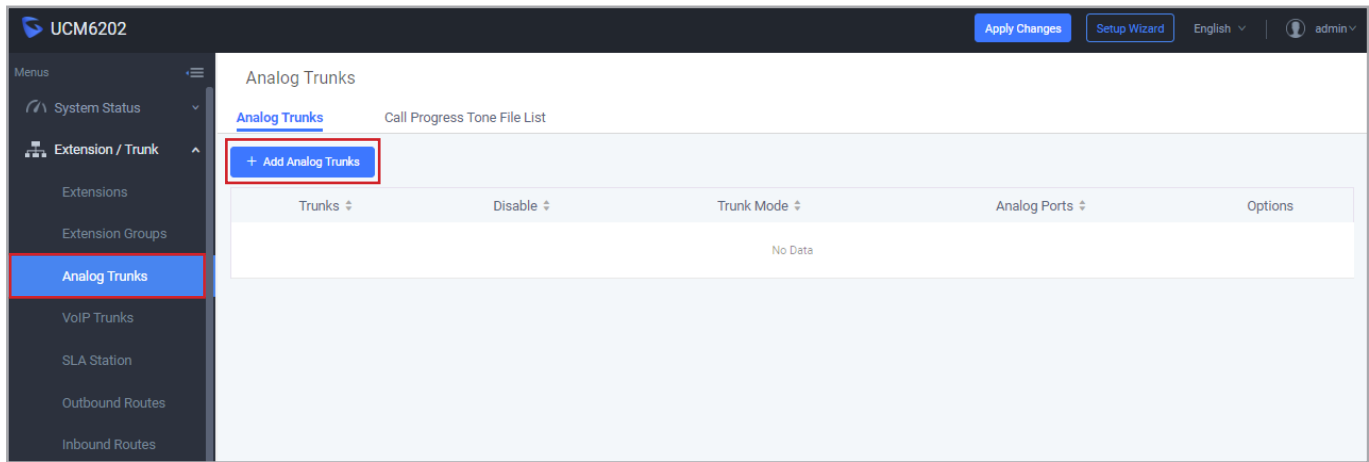 UCM6202
Apply Changes
Setup Wizard
English
admin
Menus
System Status
Extension / Trunk
Extensions
Extension Groups
Analog Trunks
VoIP Trunks
SLA Station
Outbound Routes
Inbound Routes
Analog Trunks
Analog Trunks Call Progress Tone File List
+ Add Analog Trunks
Trunks Disable Trunk Mode Analog Ports Options
No Data